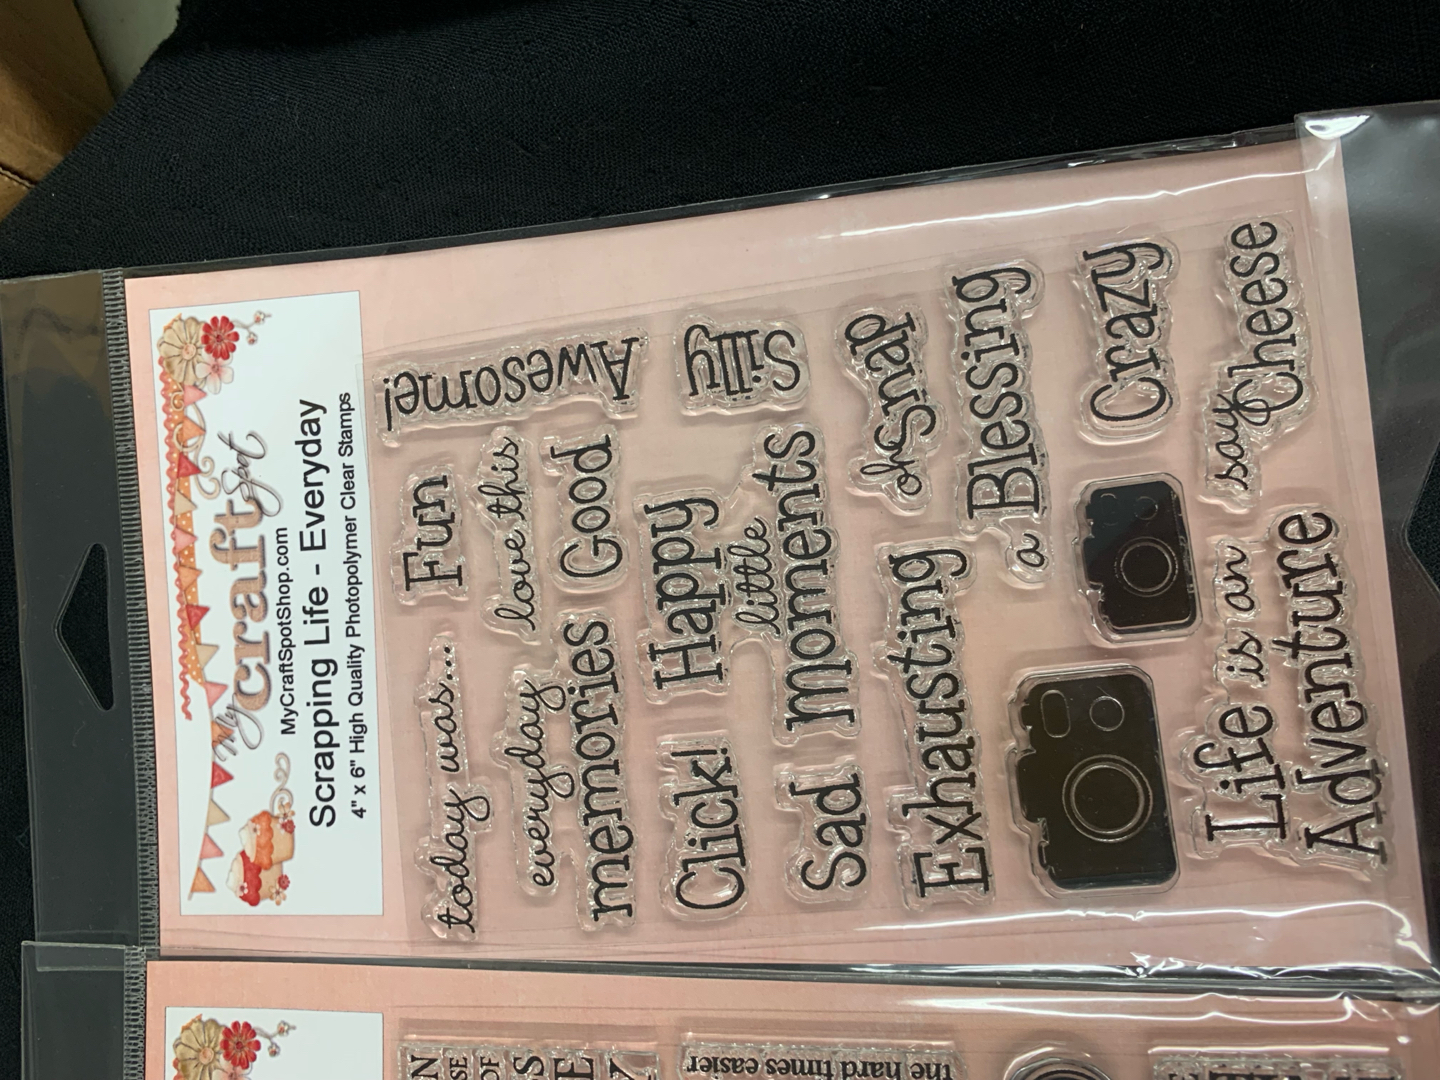 my craft spot
MyCraftSpotShop.com
Scrapping Life - Everyday
4" x 6" High Quality Photopolymer Clear Stamps
today was...
Fun
Awesome!
love this
everyday
memories
Good
Click!
Happy
Silly
little
moments
Sad
oh snap
Exhausting
a Blessing
Crazy
say
Cheese
Life is an
Adventure
OF
the hard times easier